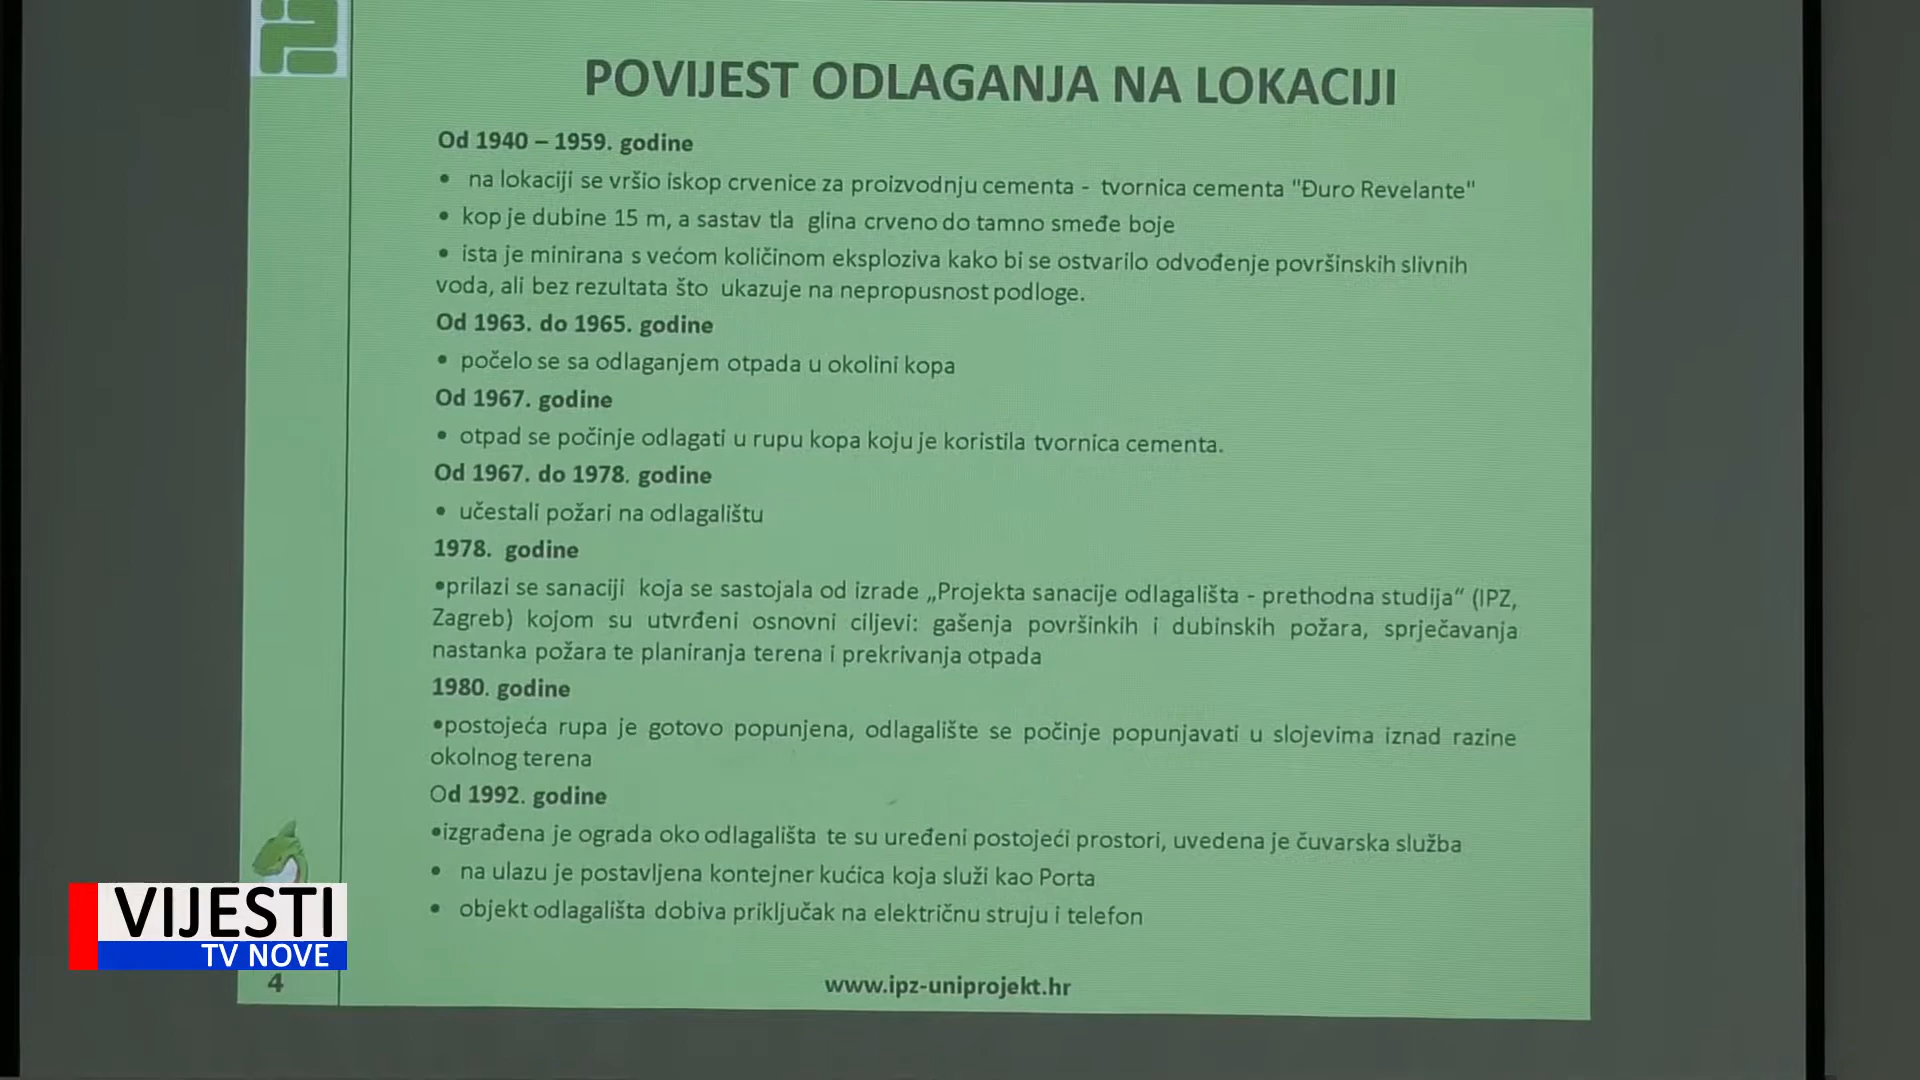 POVIJEST ODLAGANJA NA LOKACIJI
Od 1940 – 1959. godine
• na lokaciji se vršio iskop crvenice za proizvodnju cementa - tvornica cementa "Đuro Revelante"
• kop je dubine 15 m, a sastav tla glina crveno do tamno smeđe boje
• ista je minirana s većom količinom eksploziva kako bi se ostvarilo odvođenje površinskih slivnih
voda, ali bez rezultata što ukazuje na nepropusnost podloge.
Od 1963. do 1965. godine
• počelo se sa odlaganjem otpada u okolini kopa
Od 1967. godine
• otpad se počinje odlagati u rupu kopa koju je koristila tvornica cementa.
Od 1967. do 1978. godine
• učestali požari na odlagalištu
1978. godine
•prilazi se sanaciji koja se sastojala od izrade „Projekta sanacije odlagališta - prethodna studija“ (IPZ,
Zagreb) kojom su utvrđeni osnovni ciljevi: gašenja površinkih i dubinskih požara, sprječavanja
nastanka požara te planiranja terena i prekrivanja otpada
1980. godine
•postojeća rupa je gotovo popunjena, odlagalište se počinje popunjavati u slojevima iznad razine
okolnog terena
Od 1992. godine
•izgrađena je ograda oko odlagališta te su uređeni postojeći prostori, uvedena je čuvarska služba
• na ulazu je postavljena kontejner kućica koja služi kao Porta
• objekt odlagališta dobiva priključak na električnu struju i telefon
VIJESTI
TV NOVE
4
www.ipz-uniprojekt.hr